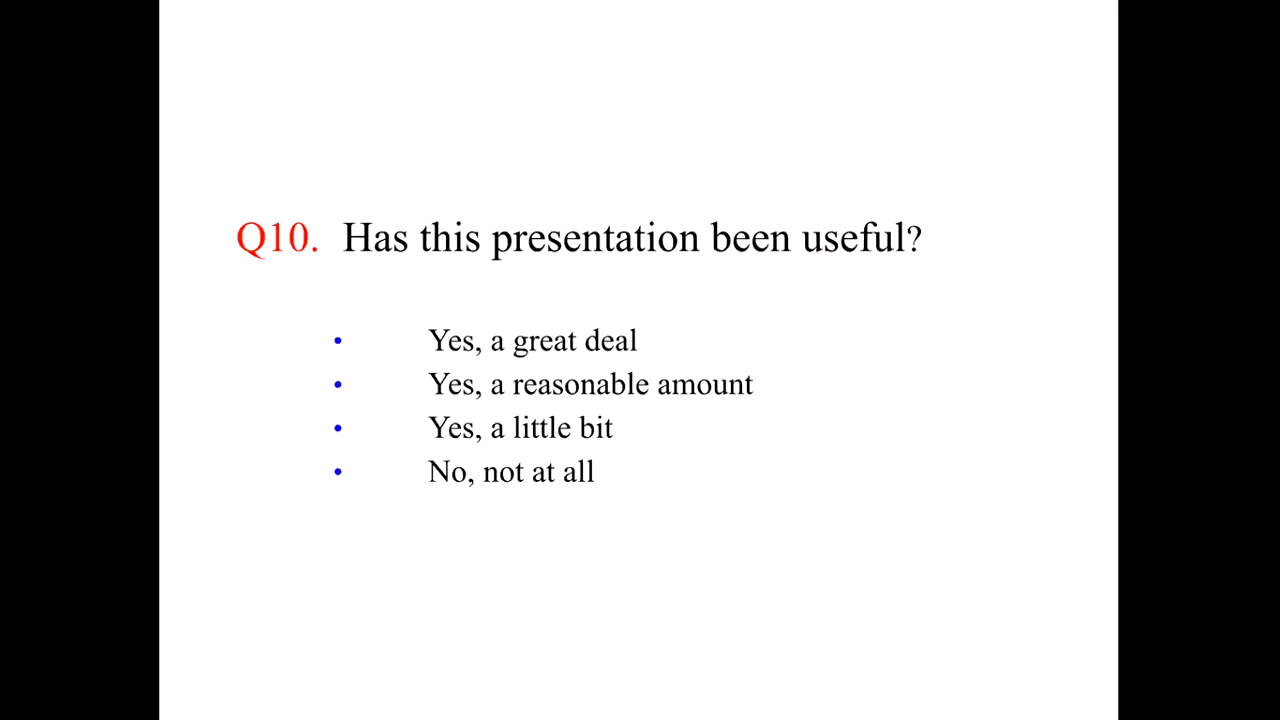 Q10. Has this presentation been useful?
• Yes, a great deal
• Yes, a reasonable amount
• Yes, a little bit
• No, not at all